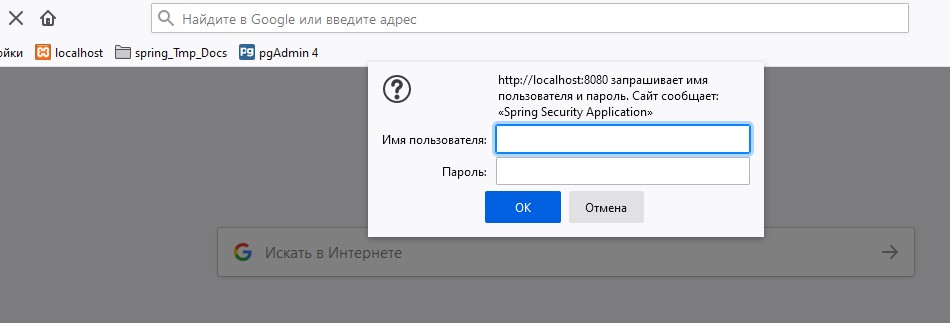 Найдите в Google или введите адрес
ойки
localhost
spring_Tmp_Docs
Pg
pgAdmin 4
http://localhost:8080 запрашивает имя
пользователя и пароль. Сайт сообщает:
«Spring Security Application»
Имя пользователя:
Пароль:
OK
Отмена
G
Искать в Интернете